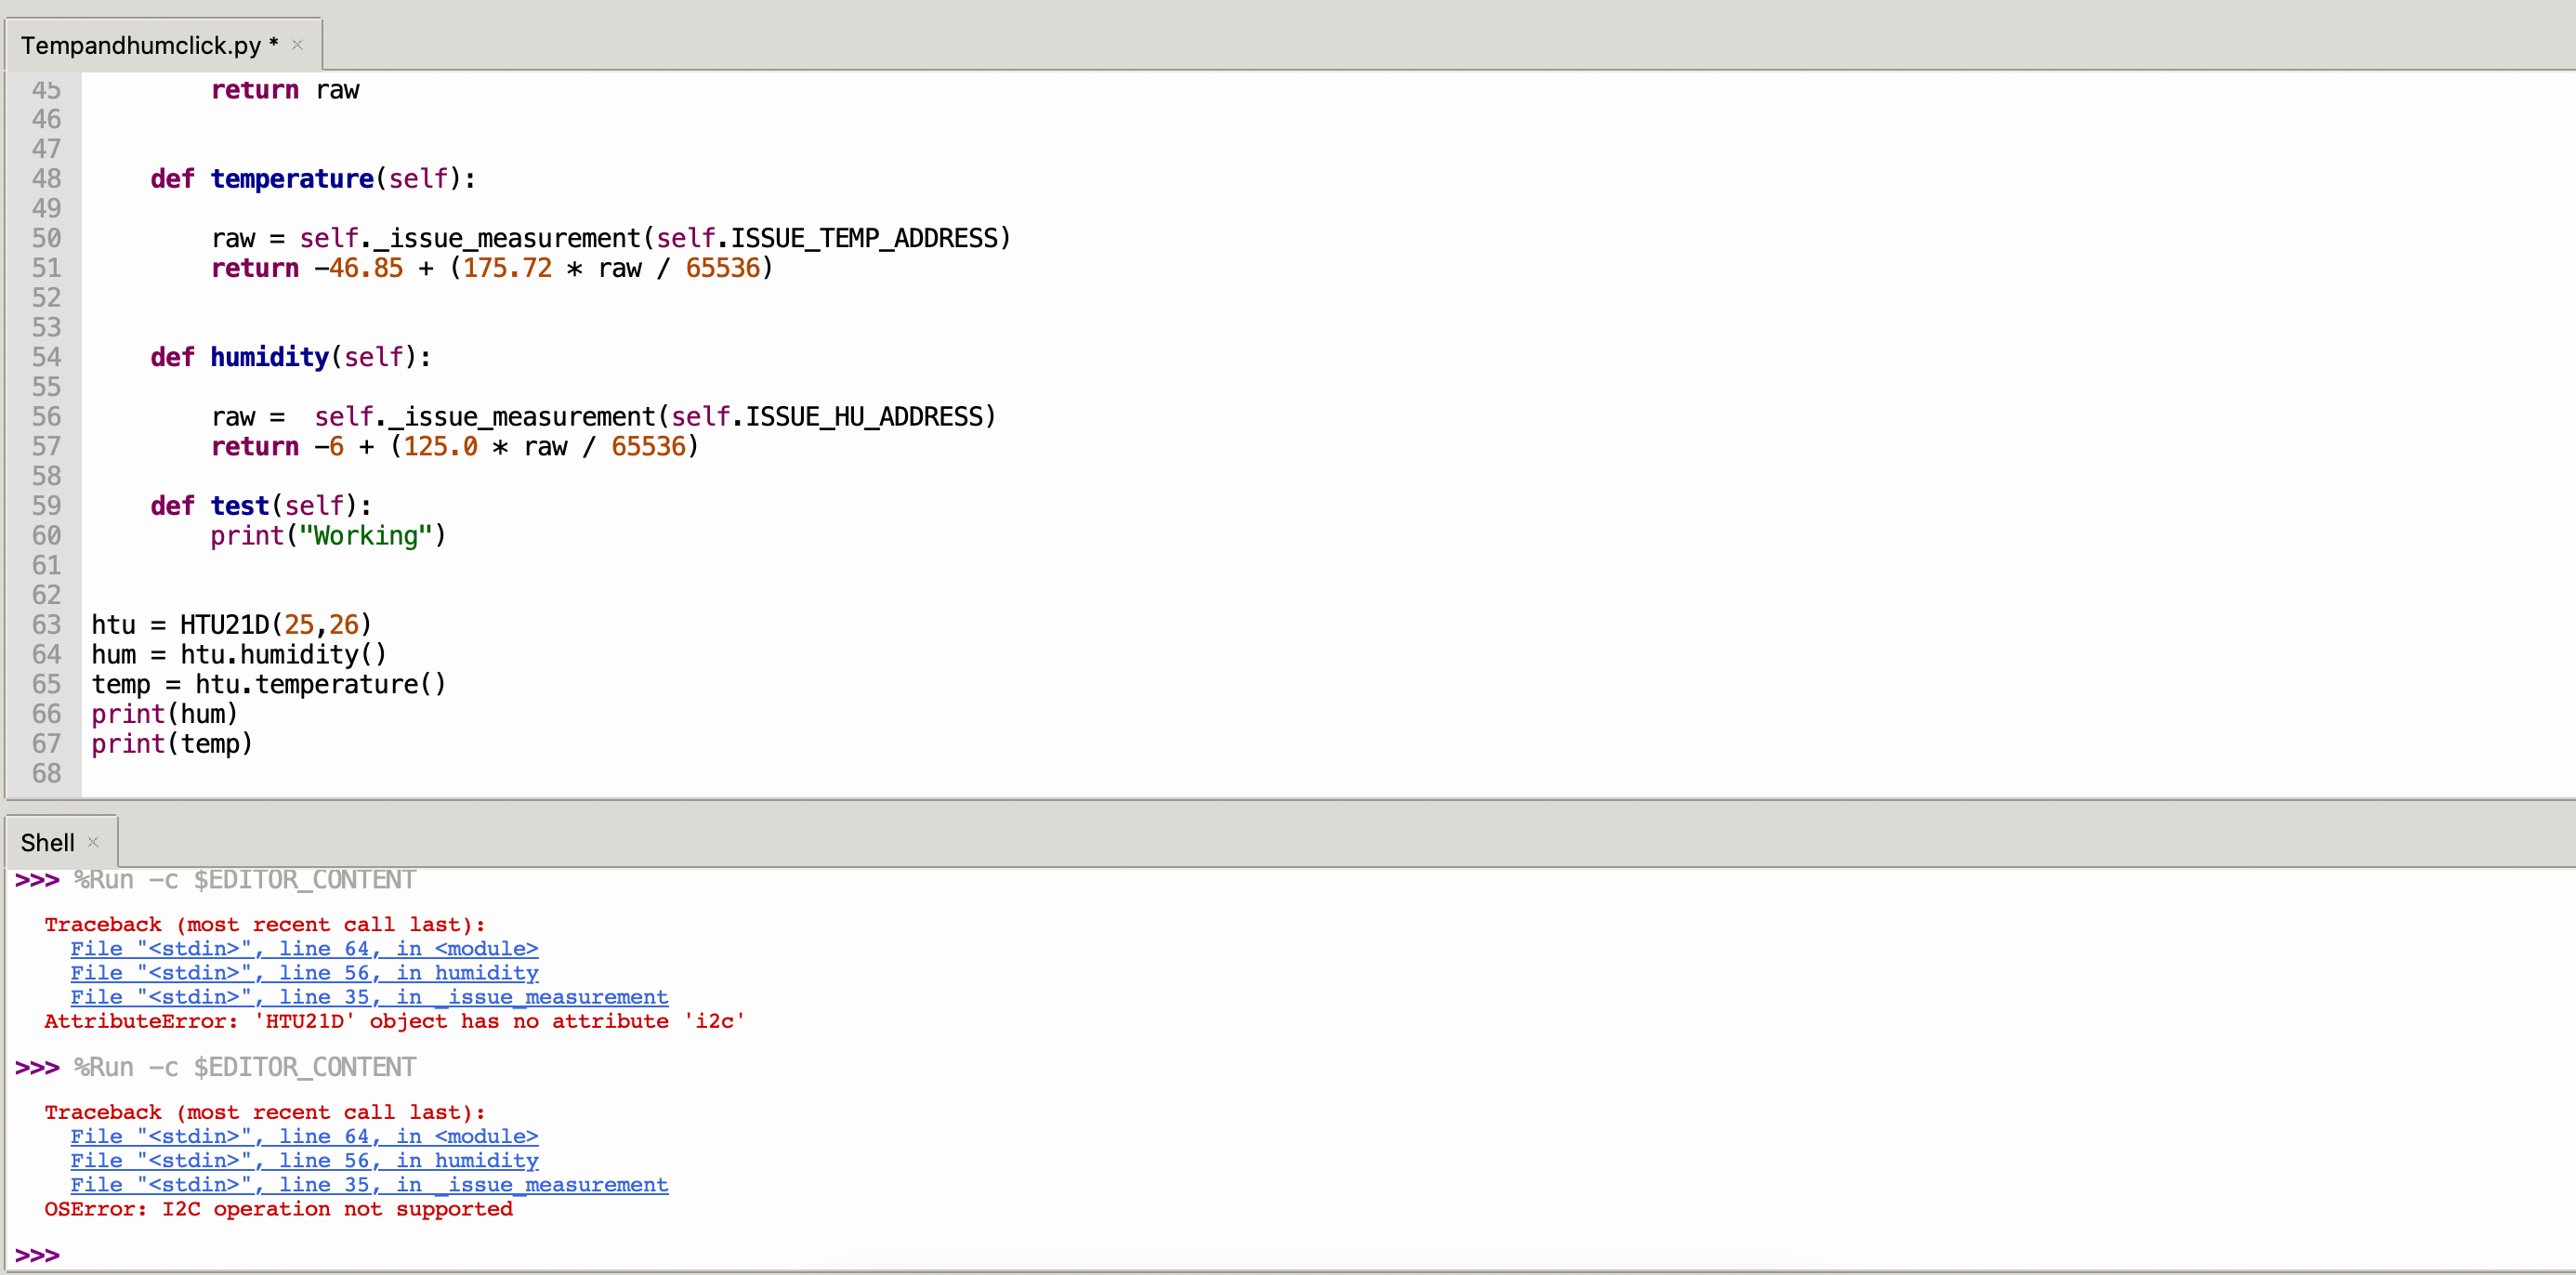 Tempandhumclick.py * ×
45 return raw
46
47
48 def temperature(self):
49
50 raw = self._issue_measurement(self.ISSUE_TEMP_ADDRESS)
51 return -46.85 + (175.72 * raw / 65536)
52
53
54 def humidity(self):
55
56 raw =  self._issue_measurement(self.ISSUE_HU_ADDRESS)
57 return -6 + (125.0 * raw / 65536)
58
59 def test(self):
60 print("Working")
61
62
63 htu = HTU21D(25,26)
64 hum = htu.humidity()
65 temp = htu.temperature()
66 print(hum)
67 print(temp)
68
Shell ×
>>> %Run -c $EDITOR_CONTENT
Traceback (most recent call last):
File "<stdin>", line 64, in <module>
File "<stdin>", line 56, in humidity
File "<stdin>", line 35, in _issue_measurement
AttributeError: 'HTU21D' object has no attribute 'i2c'
>>> %Run -c $EDITOR_CONTENT
Traceback (most recent call last):
File "<stdin>", line 64, in <module>
File "<stdin>", line 56, in humidity
File "<stdin>", line 35, in _issue_measurement
OSError: I2C operation not supported
>>>